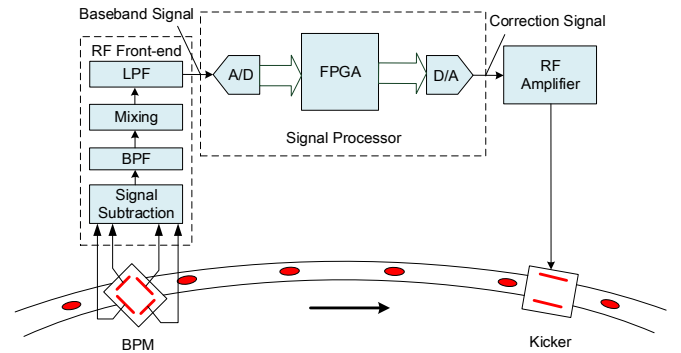 Baseband Signal
Correction Signal
RF Front-end
LPF
A/D
FPGA
D/A
RF
Amplifier
Mixing
Signal Processor
BPF
Signal
Subtraction
BPM
Kicker